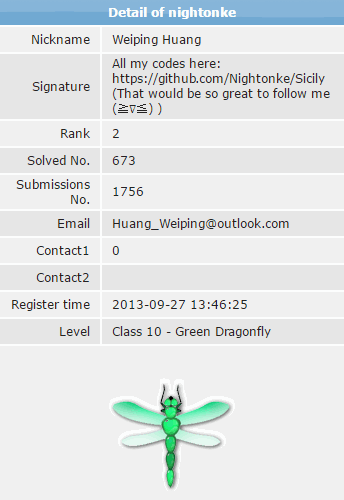 Detail of nightonke
Nickname Weiping Huang
Signature All my codes here:
https://github.com/Nightonke/Sicily
(That would be so great to follow me
(≧∇≦) )
Rank 2
Solved No. 673
Submissions No. 1756
Email Huang_Weiping@outlook.com
Contact1 0
Contact2
Register time 2013-09-27 13:46:25
Level Class 10 - Green Dragonfly